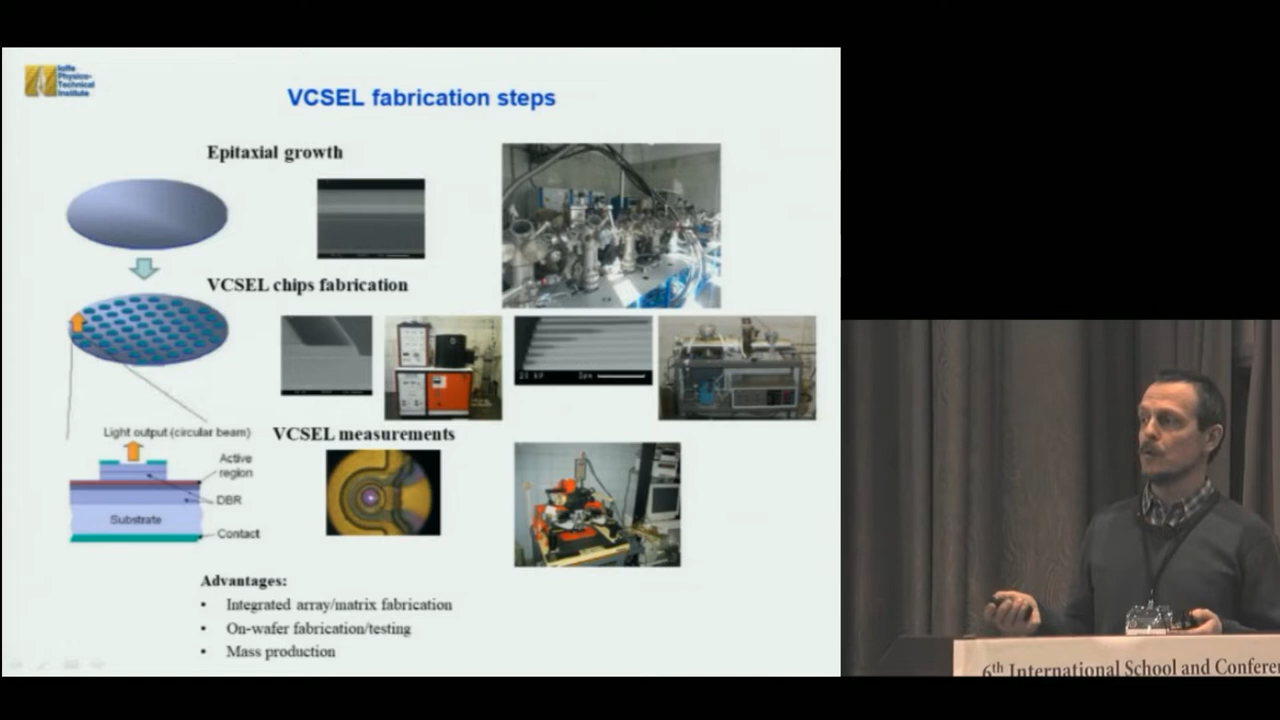 Ioffe
Physico-
Technical
Institute
VCSEL fabrication steps
Epitaxial growth
VCSEL chips fabrication
Light output (circular beam)
VCSEL measurements
Active
region
DBR
Substrate
Contact
Advantages:
• Integrated array/matrix fabrication
• On-wafer fabrication/testing
• Mass production
6th International School and Conferen